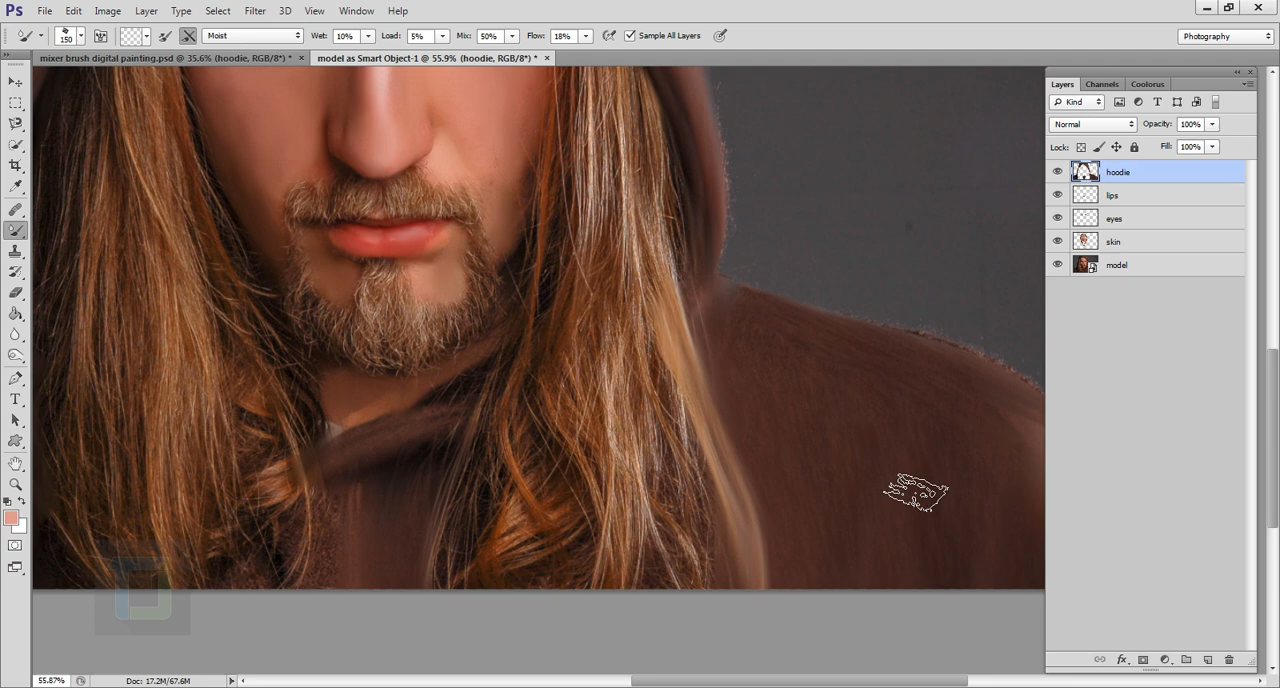 Ps File Edit Image Layer Type Select Filter 3D View Window Help
150 Moist Wet: 10% Load: 5% Mix: 50% Flow: 18% Sample All Layers Photography
mixer brush digital painting.psd @ 35.6% (hoodie, RGB/8*) * × model as Smart Object-1 @ 55.9% (hoodie, RGB/8*) * ×
Layers Channels Coolorus
Kind
Normal Opacity: 100%
Lock: Fill: 100%
hoodie
lips
eyes
skin
model
fx
55.87% Doc: 17.2M/67.6M